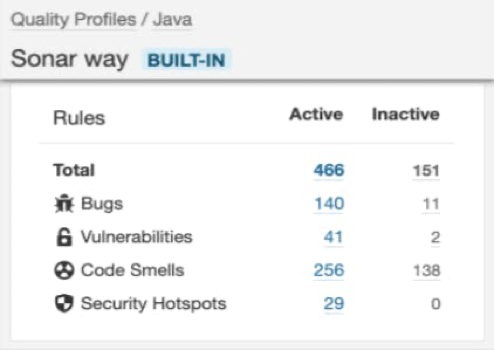 Quality Profiles / Java
Sonar way BUILT-IN
Rules Active Inactive
Total 466 151
Bugs 140 11
Vulnerabilities 41 2
Code Smells 256 138
Security Hotspots 29 0